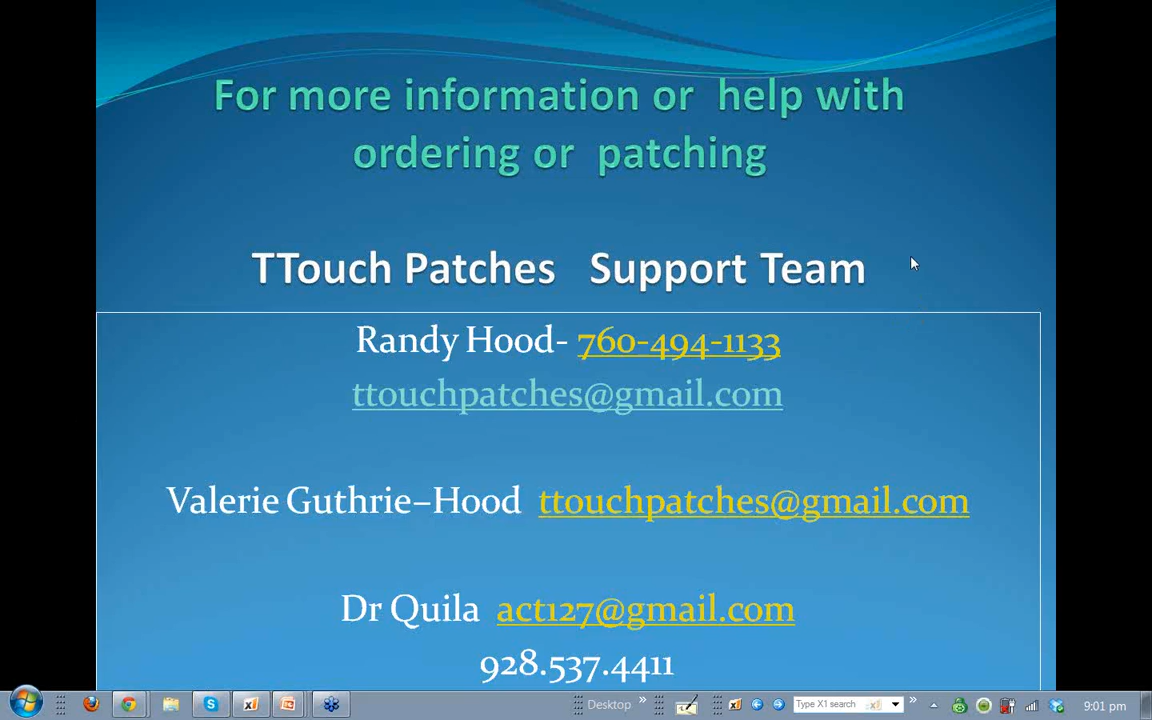 For more information or help with
ordering or patching
TTouch Patches Support Team
Randy Hood- 760-494-1133
ttouchpatches@gmail.com
Valerie Guthrie–Hood ttouchpatches@gmail.com
Dr Quila act127@gmail.com
928.537.4411
Desktop
Type X1 search
9:01 pm